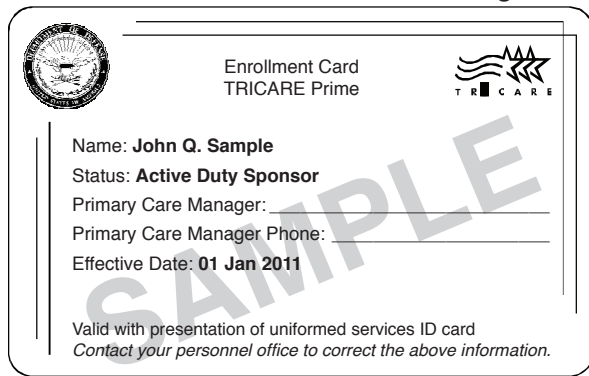 Enrollment Card
TRICARE Prime
TRICARE
Name: John Q. Sample
Status: Active Duty Sponsor
Primary Care Manager:
Primary Care Manager Phone:
Effective Date: 01 Jan 2011
SAMPLE
Valid with presentation of uniformed services ID card
Contact your personnel office to correct the above information.